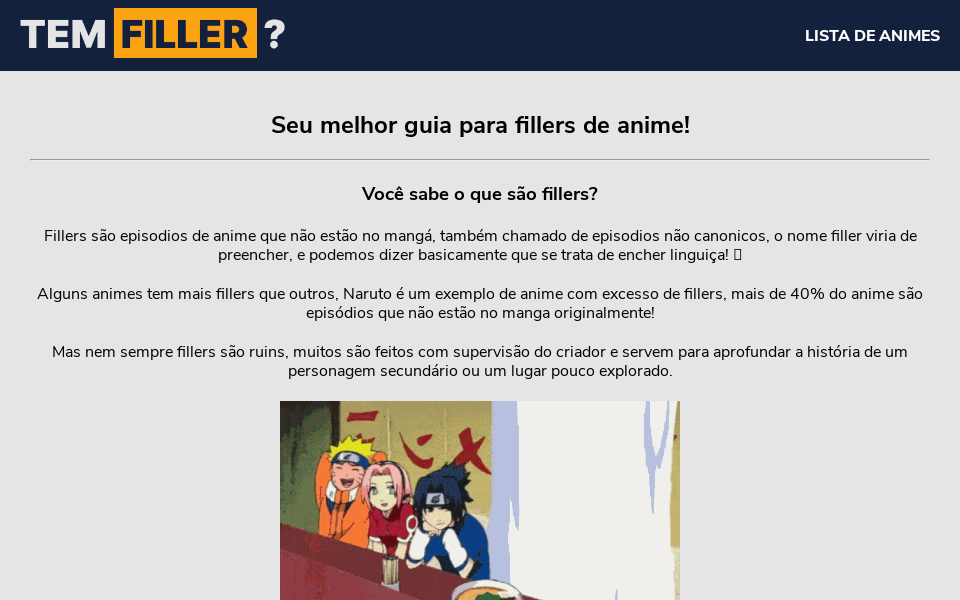 TEM FILLER ?
LISTA DE ANIMES
Seu melhor guia para fillers de anime!
Você sabe o que são fillers?
Fillers são episodios de anime que não estão no mangá, também chamado de episodios não canonicos, o nome filler viria de
preencher, e podemos dizer basicamente que se trata de encher linguiça!
Alguns animes tem mais fillers que outros, Naruto é um exemplo de anime com excesso de fillers, mais de 40% do anime são
episódios que não estão no manga originalmente!
Mas nem sempre fillers são ruins, muitos são feitos com supervisão do criador e servem para aprofundar a história de um
personagem secundário ou um lugar pouco explorado.